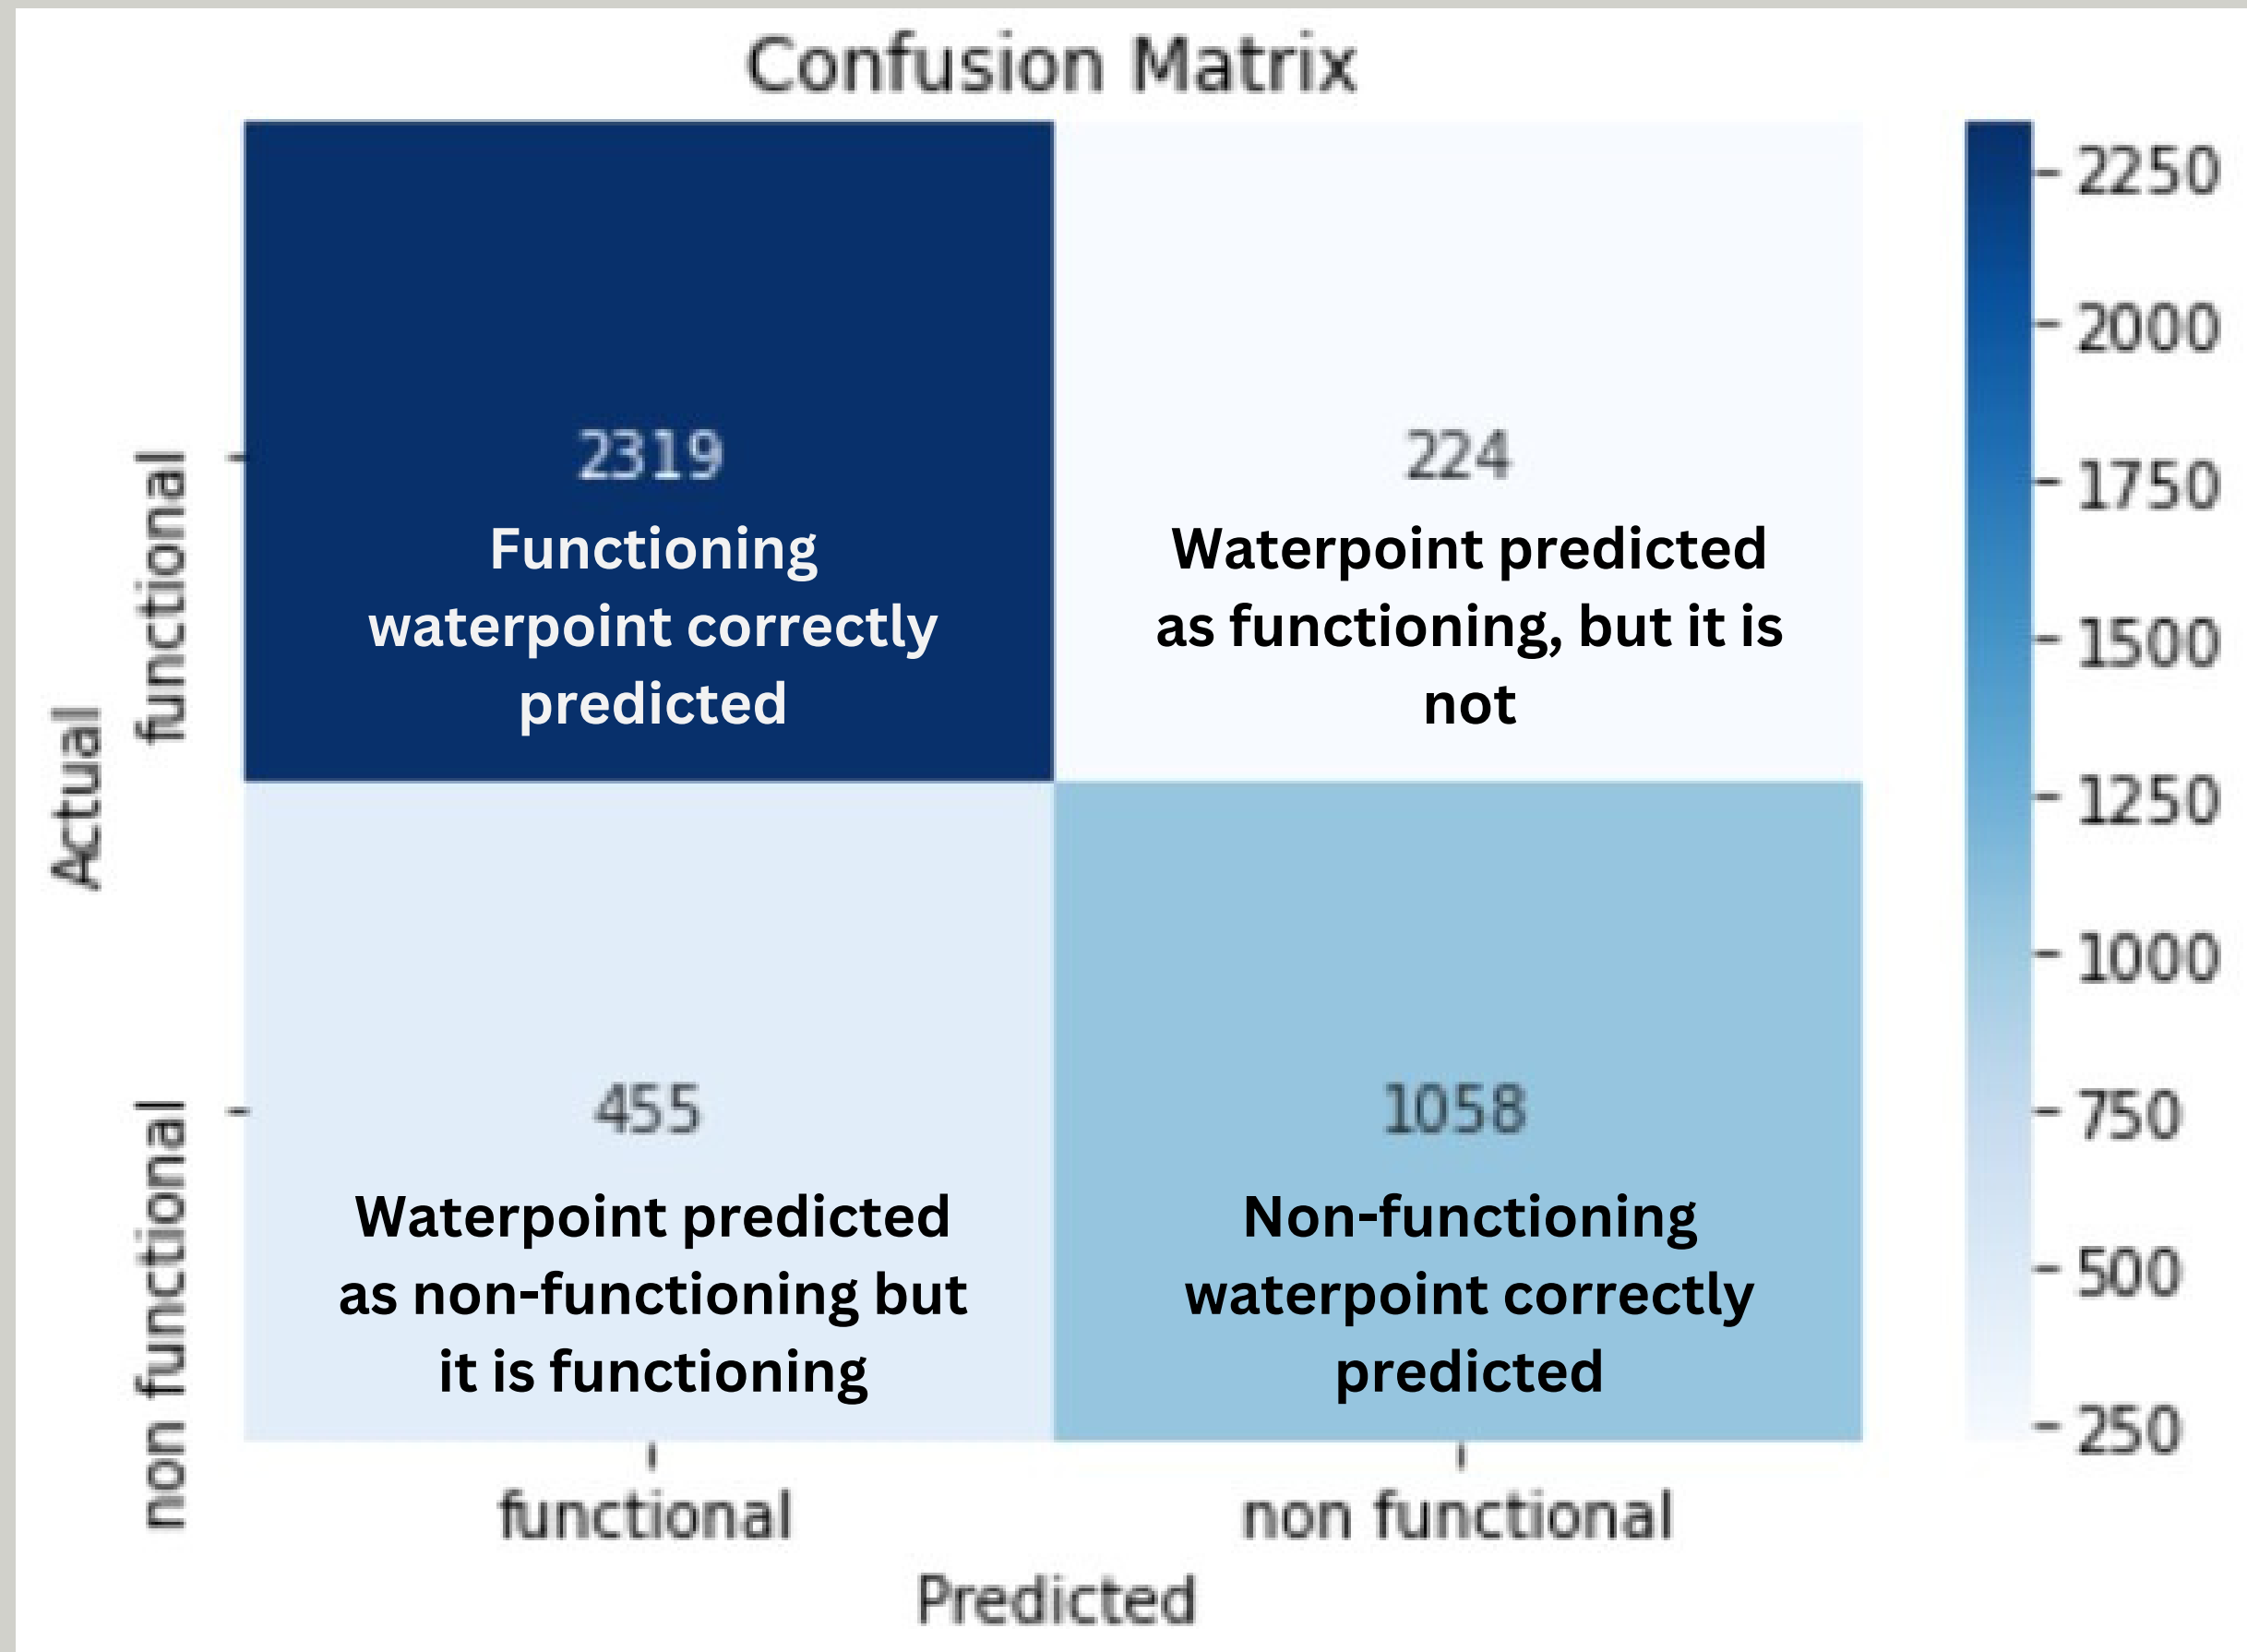 Confusion Matrix
2319
Functioning
waterpoint correctly
predicted
224
Waterpoint predicted
as functioning, but it is
not
455
Waterpoint predicted
as non-functioning but
it is functioning
1058
Non-functioning
waterpoint correctly
predicted
Actual
functional
non functional
functional
non functional
Predicted
2250
2000
1750
1500
1250
1000
750
500
250